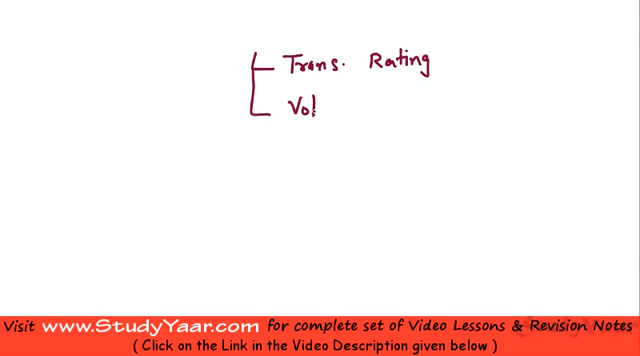 Trans. Rating
Vol
Visit www.StudyYaar.com for complete set of Video Lessons & Revision Notes
( Click on the Link in the Video Description given below )